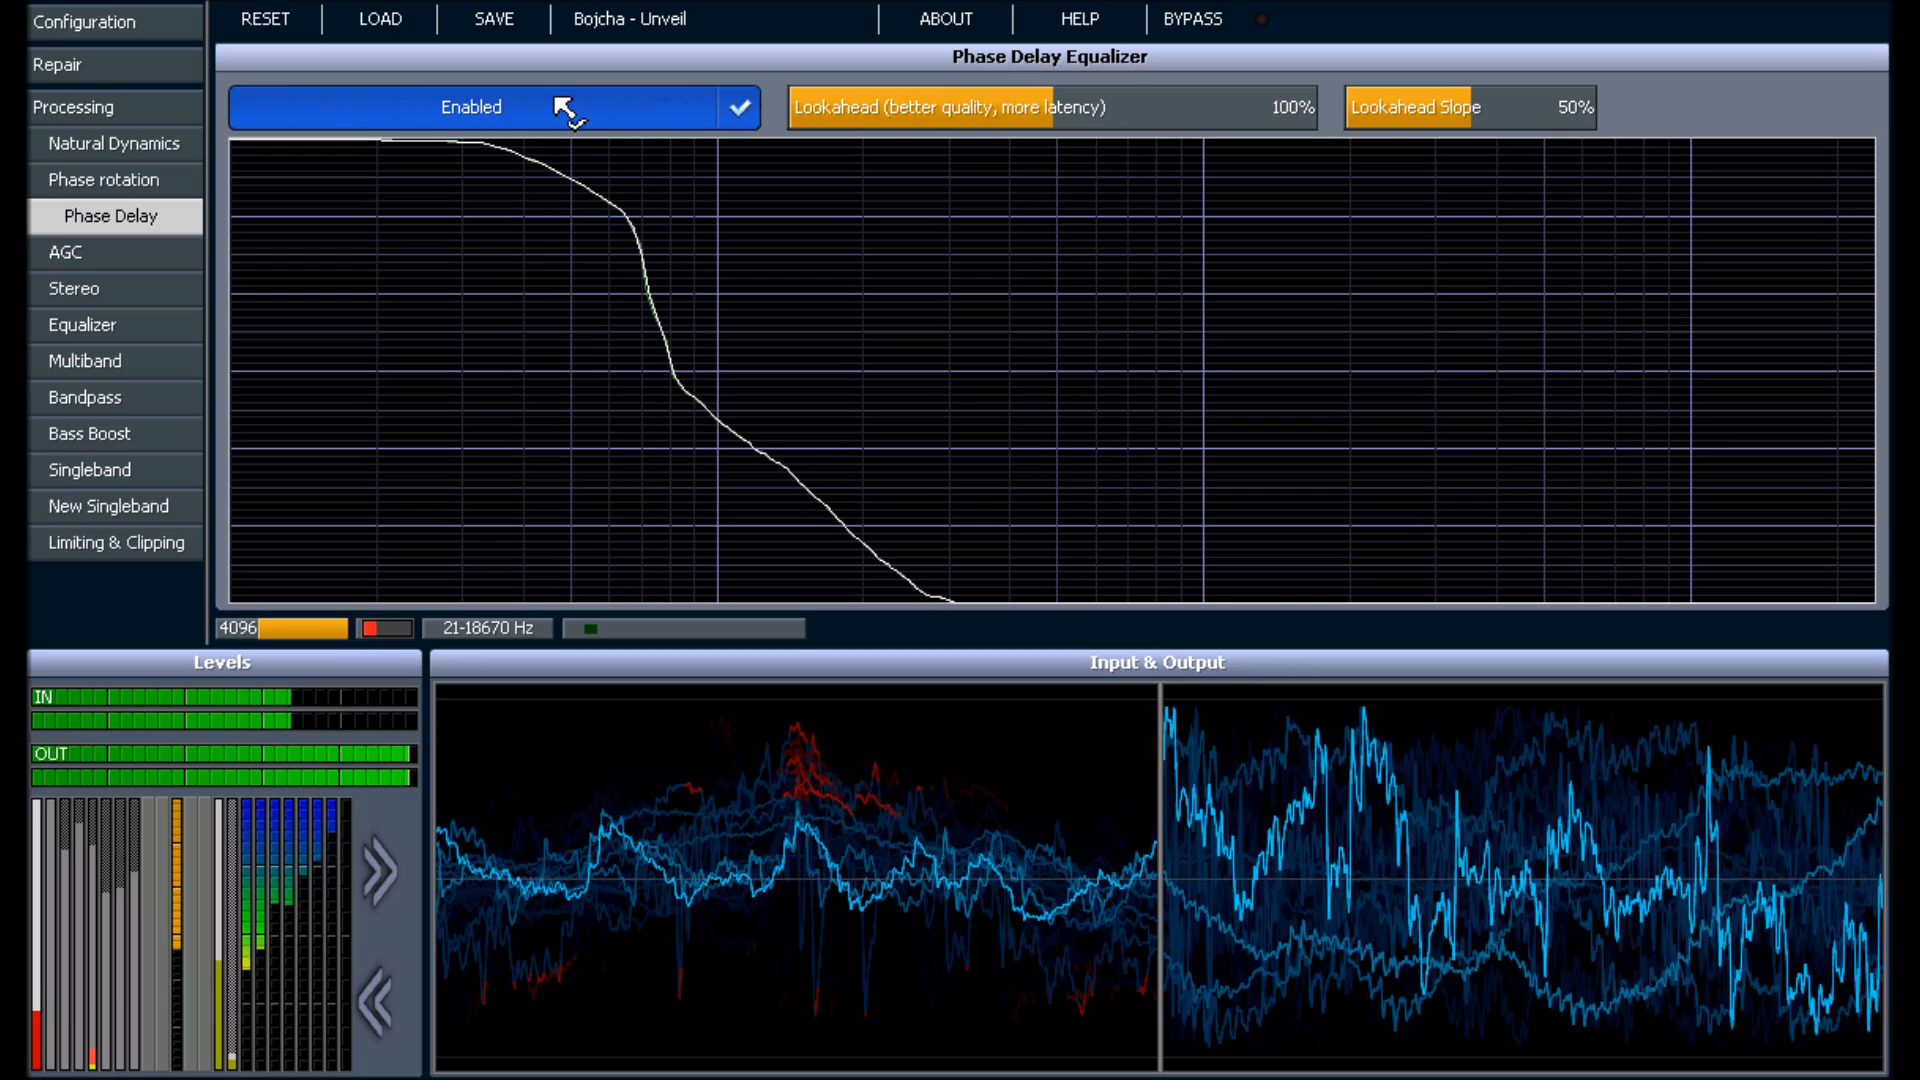 Configuration
RESET
LOAD
SAVE
Bojcha - Unveil
ABOUT
HELP
BYPASS
Repair
Phase Delay Equalizer
Processing
Enabled
Lookahead (better quality, more latency) 100%
Lookahead Slope 50%
Natural Dynamics
Phase rotation
Phase Delay
AGC
Stereo
Equalizer
Multiband
Bandpass
Bass Boost
Singleband
New Singleband
Limiting & Clipping
4096
21-18670 Hz
Levels
Input & Output
IN
OUT